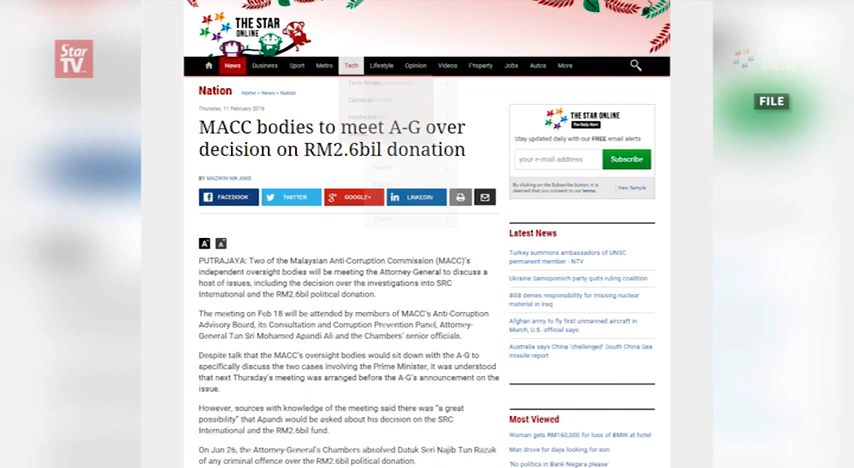 Star
TV
THE STAR
ONLINE
FILE
News Business Sport Metro Tech Lifestyle Opinion Videos Property Jobs Autos More
Nation Home » News » Nation
Thursday, 11 February 2016
MACC bodies to meet A-G over
decision on RM2.6bil donation
BY MAZWIN NIK ANIS
FACEBOOK TWITTER GOOGLE+ LINKEDIN
PUTRAJAYA: Two of the Malaysian Anti-Corruption Commission (MACC)'s
independent oversight bodies will be meeting the Attorney-General to discuss a
host of issues, including the decision over the investigations into SRC
International and the RM2.6bil political donation.
The meeting on Feb 18 will be attended by members of MACC's Anti-Corruption
Advisory Board, its Consultation and Corruption Prevention Panel, Attorney-
General Tan Sri Mohamed Apandi Ali and the Chambers' senior officials.
Despite talk that the MACC's oversight bodies would sit down with the A-G to
specifically discuss the two cases involving the Prime Minister, it was understood
that next Thursday's meeting was arranged before the A-G's announcement on the
issue.
However, sources with knowledge of the meeting said there was "a great
possibility" that Apandi would be asked about his decision on the SRC
International and the RM2.6bil fund.
On Jan 26, the Attorney-General's Chambers absolved Datuk Seri Najib Tun Razak
of any criminal offence over the RM2.6bil political donation.
THE STAR ONLINE
Stay updated daily with our FREE email alerts
your e-mail address Subscribe
By clicking on the Subscribe button, it is
deemed that you consent to our
terms.
View Sample
Latest News
Turkey summons ambassadors of UNSC
permanent member - NTV
Ukraine Samopomich party quits ruling coalition
SGS denies responsibility for missing nuclear
material in Iraq
Afghan army to fly first unmanned aircraft in
March, U.S. official says
Australia says China 'challenged' South China Sea
missile report
Most Viewed
Woman gets RM160,000 for loss of BMW at hotel
Man drove for days looking for son
'No politics in Bank Negara please'